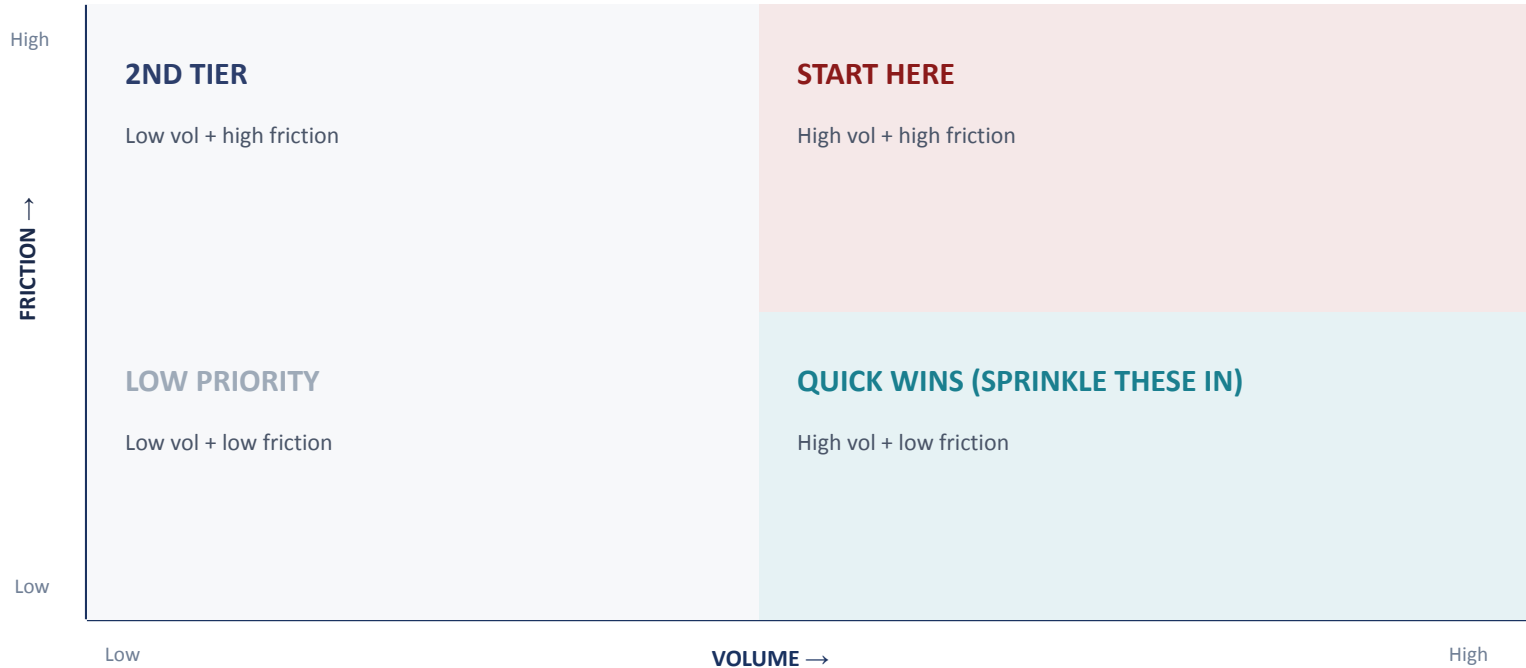 High
2ND TIER
START HERE
Low vol + high friction
High vol + high friction
FRICTION →
LOW PRIORITY
QUICK WINS (SPRINKLE THESE IN)
Low vol + low friction
High vol + low friction
Low
Low
VOLUME →
High